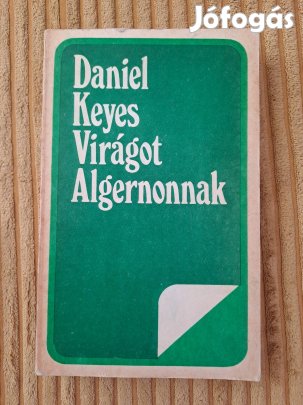 Jófogás
Daniel
Keyes
Virágot
Algernonnak